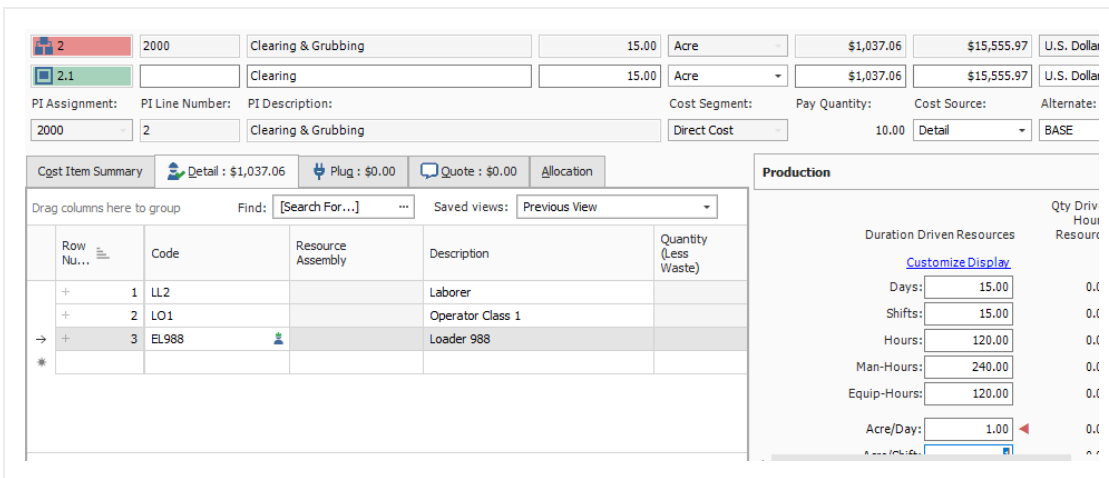 2 2000 Clearing & Grubbing 15.00 Acre $1,037.06 $15,555.97 U.S. Dollar
2.1 Clearing 15.00 Acre $1,037.06 $15,555.97 U.S. Dollar
PI Assignment: PI Line Number: PI Description: Cost Segment: Pay Quantity: Cost Source: Alternate:
2000 2 Clearing & Grubbing Direct Cost 10.00 Detail BASE
Cost Item Summary Detail : $1,037.06 Plug : $0.00 Quote : $0.00 Allocation
Production
Drag columns here to group Find: [Search For...] ... Saved views: Previous View
Row Nu... Code Resource Assembly Description Quantity (Less Waste)
1 LL2 Laborer
2 LO1 Operator Class 1
3 EL988 Loader 988
Duration Driven Resources
Customize Display
Days: 15.00
Shifts: 15.00
Hours: 120.00
Man-Hours: 240.00
Equip-Hours: 120.00
Acre/Day: 1.00
Acre/Shift: